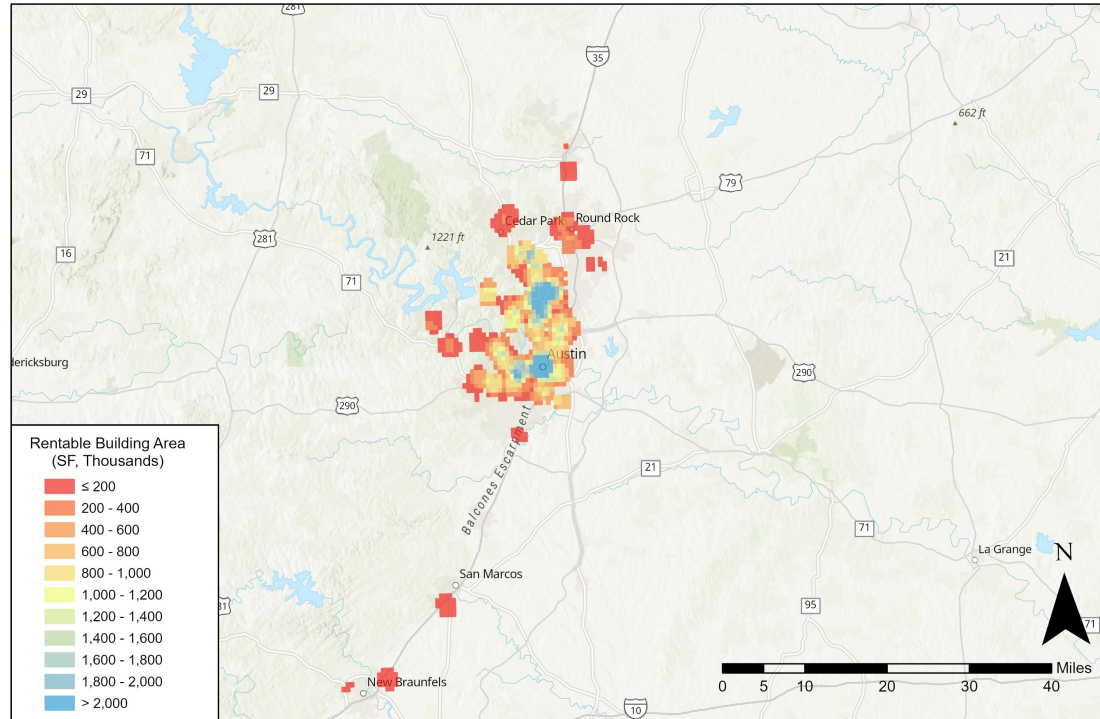 281
35
29
29
662 ft
71
79
Cedar Park
Round Rock
1221 ft
281
16
21
71
Austin
dericksburg
290
290
Balcones Escarpment
21
Rentable Building Area
(SF, Thousands)
≤ 200
200 - 400
400 - 600
600 - 800
800 - 1,000
1,000 - 1,200
1,200 - 1,400
1,400 - 1,600
1,600 - 1,800
1,800 - 2,000
> 2,000
71
N
La Grange
San Marcos
95
81
71
New Braunfels
10
Miles
0 5 10 20 30 40